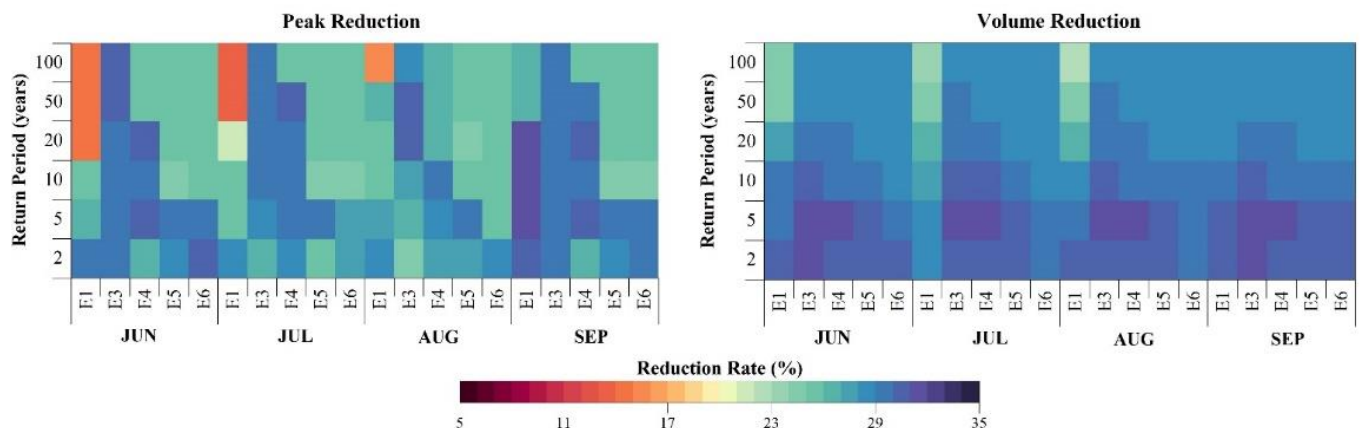 Peak Reduction
Return Period (years)
100
50
20
10
5
2
E1 E3 E4 E5 E6 E1 E3 E4 E5 E6 E1 E3 E4 E5 E6 E1 E3 E4 E5 E6
JUN JUL AUG SEP
Volume Reduction
Return Period (years)
100
50
20
10
5
2
E1 E3 E4 E5 E6 E1 E3 E4 E5 E6 E1 E3 E4 E5 E6 E1 E3 E4 E5 E6
JUN JUL AUG SEP
Reduction Rate (%)
5 11 17 23 29 35